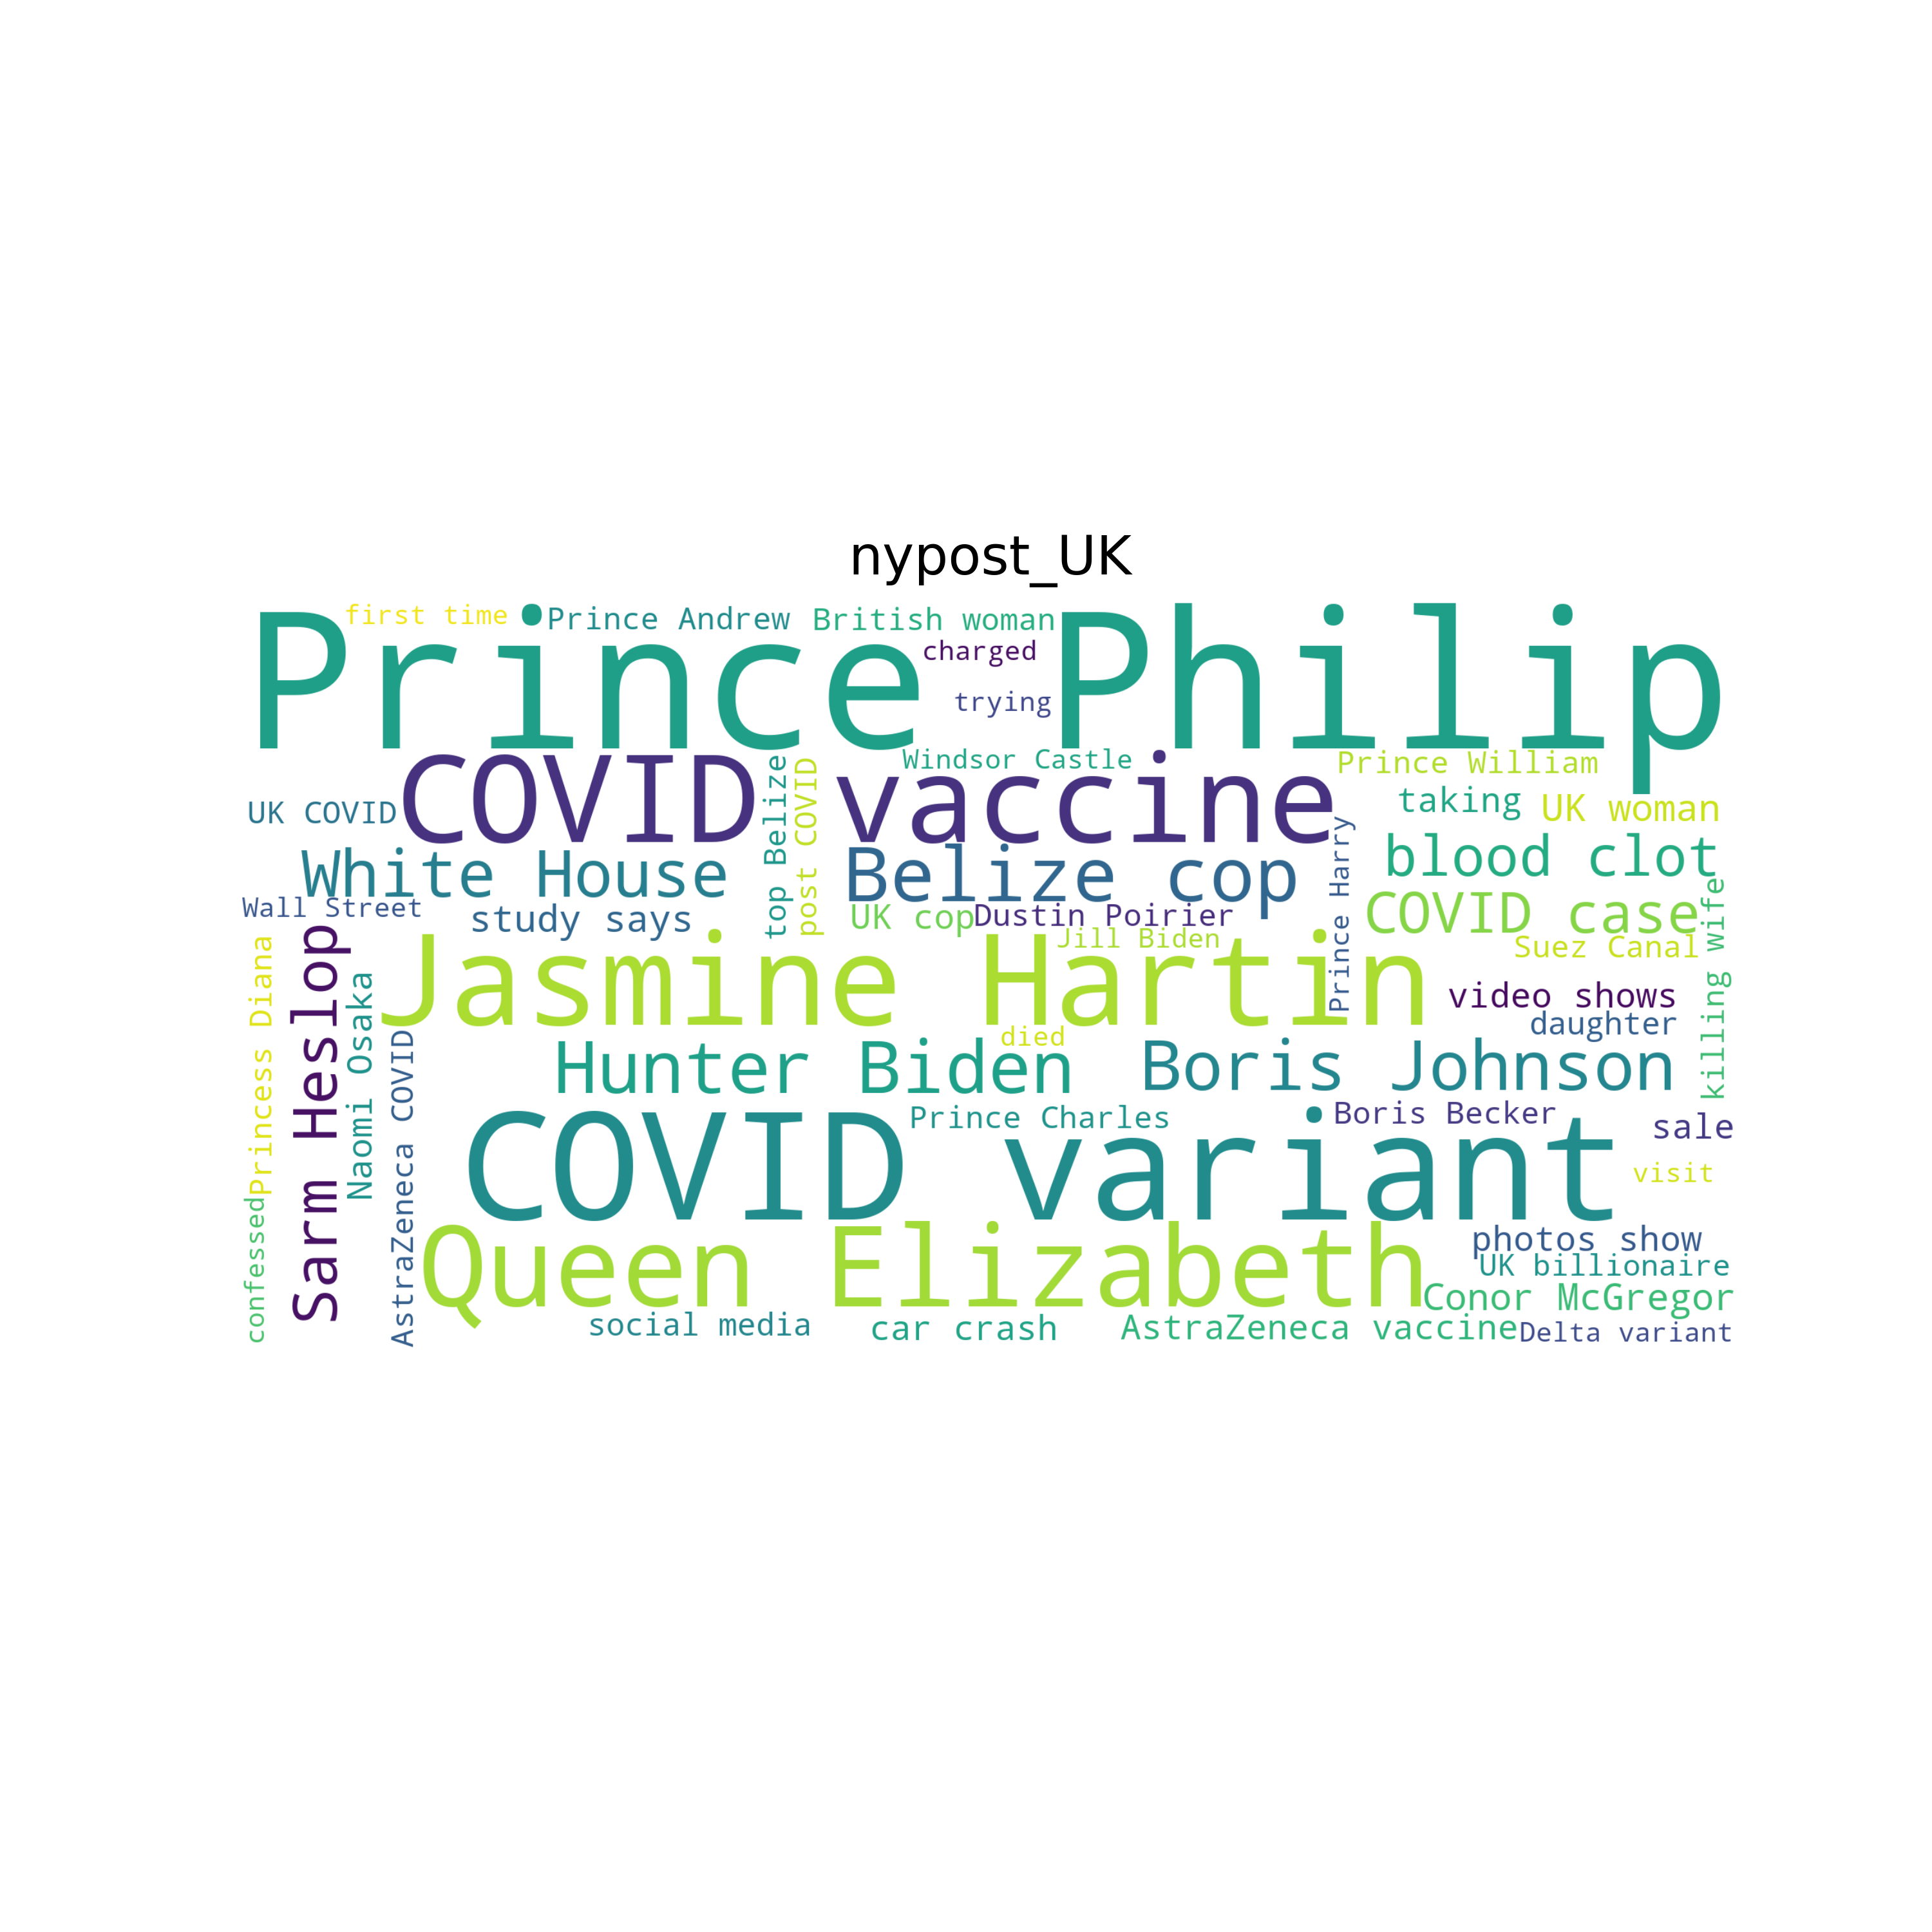 nypost_UK
first time
Prince Andrew
British woman
Prince Philip
charged
trying
Windsor Castle
Prince William
COVID vaccine
UK COVID
top Belize
post COVID
taking
UK woman
White House
Belize cop
Prince Harry
blood clot
Wall Street
study says
UK cop
Dustin Poirier
COVID case
killing Wife
Jill Biden
Suez Canal
Sarm Heslop
Princess Diana
Naomi Osaka
Jasmine Hartin
video shows
daughter
died
AstraZeneca COVID
Hunter Biden
Boris Johnson
Prince Charles
Boris Becker
sale
COVID variant
visit
confessed
Queen Elizabeth
photos show
UK billionaire
Conor McGregor
social media
car crash
AstraZeneca vaccine
Delta variant